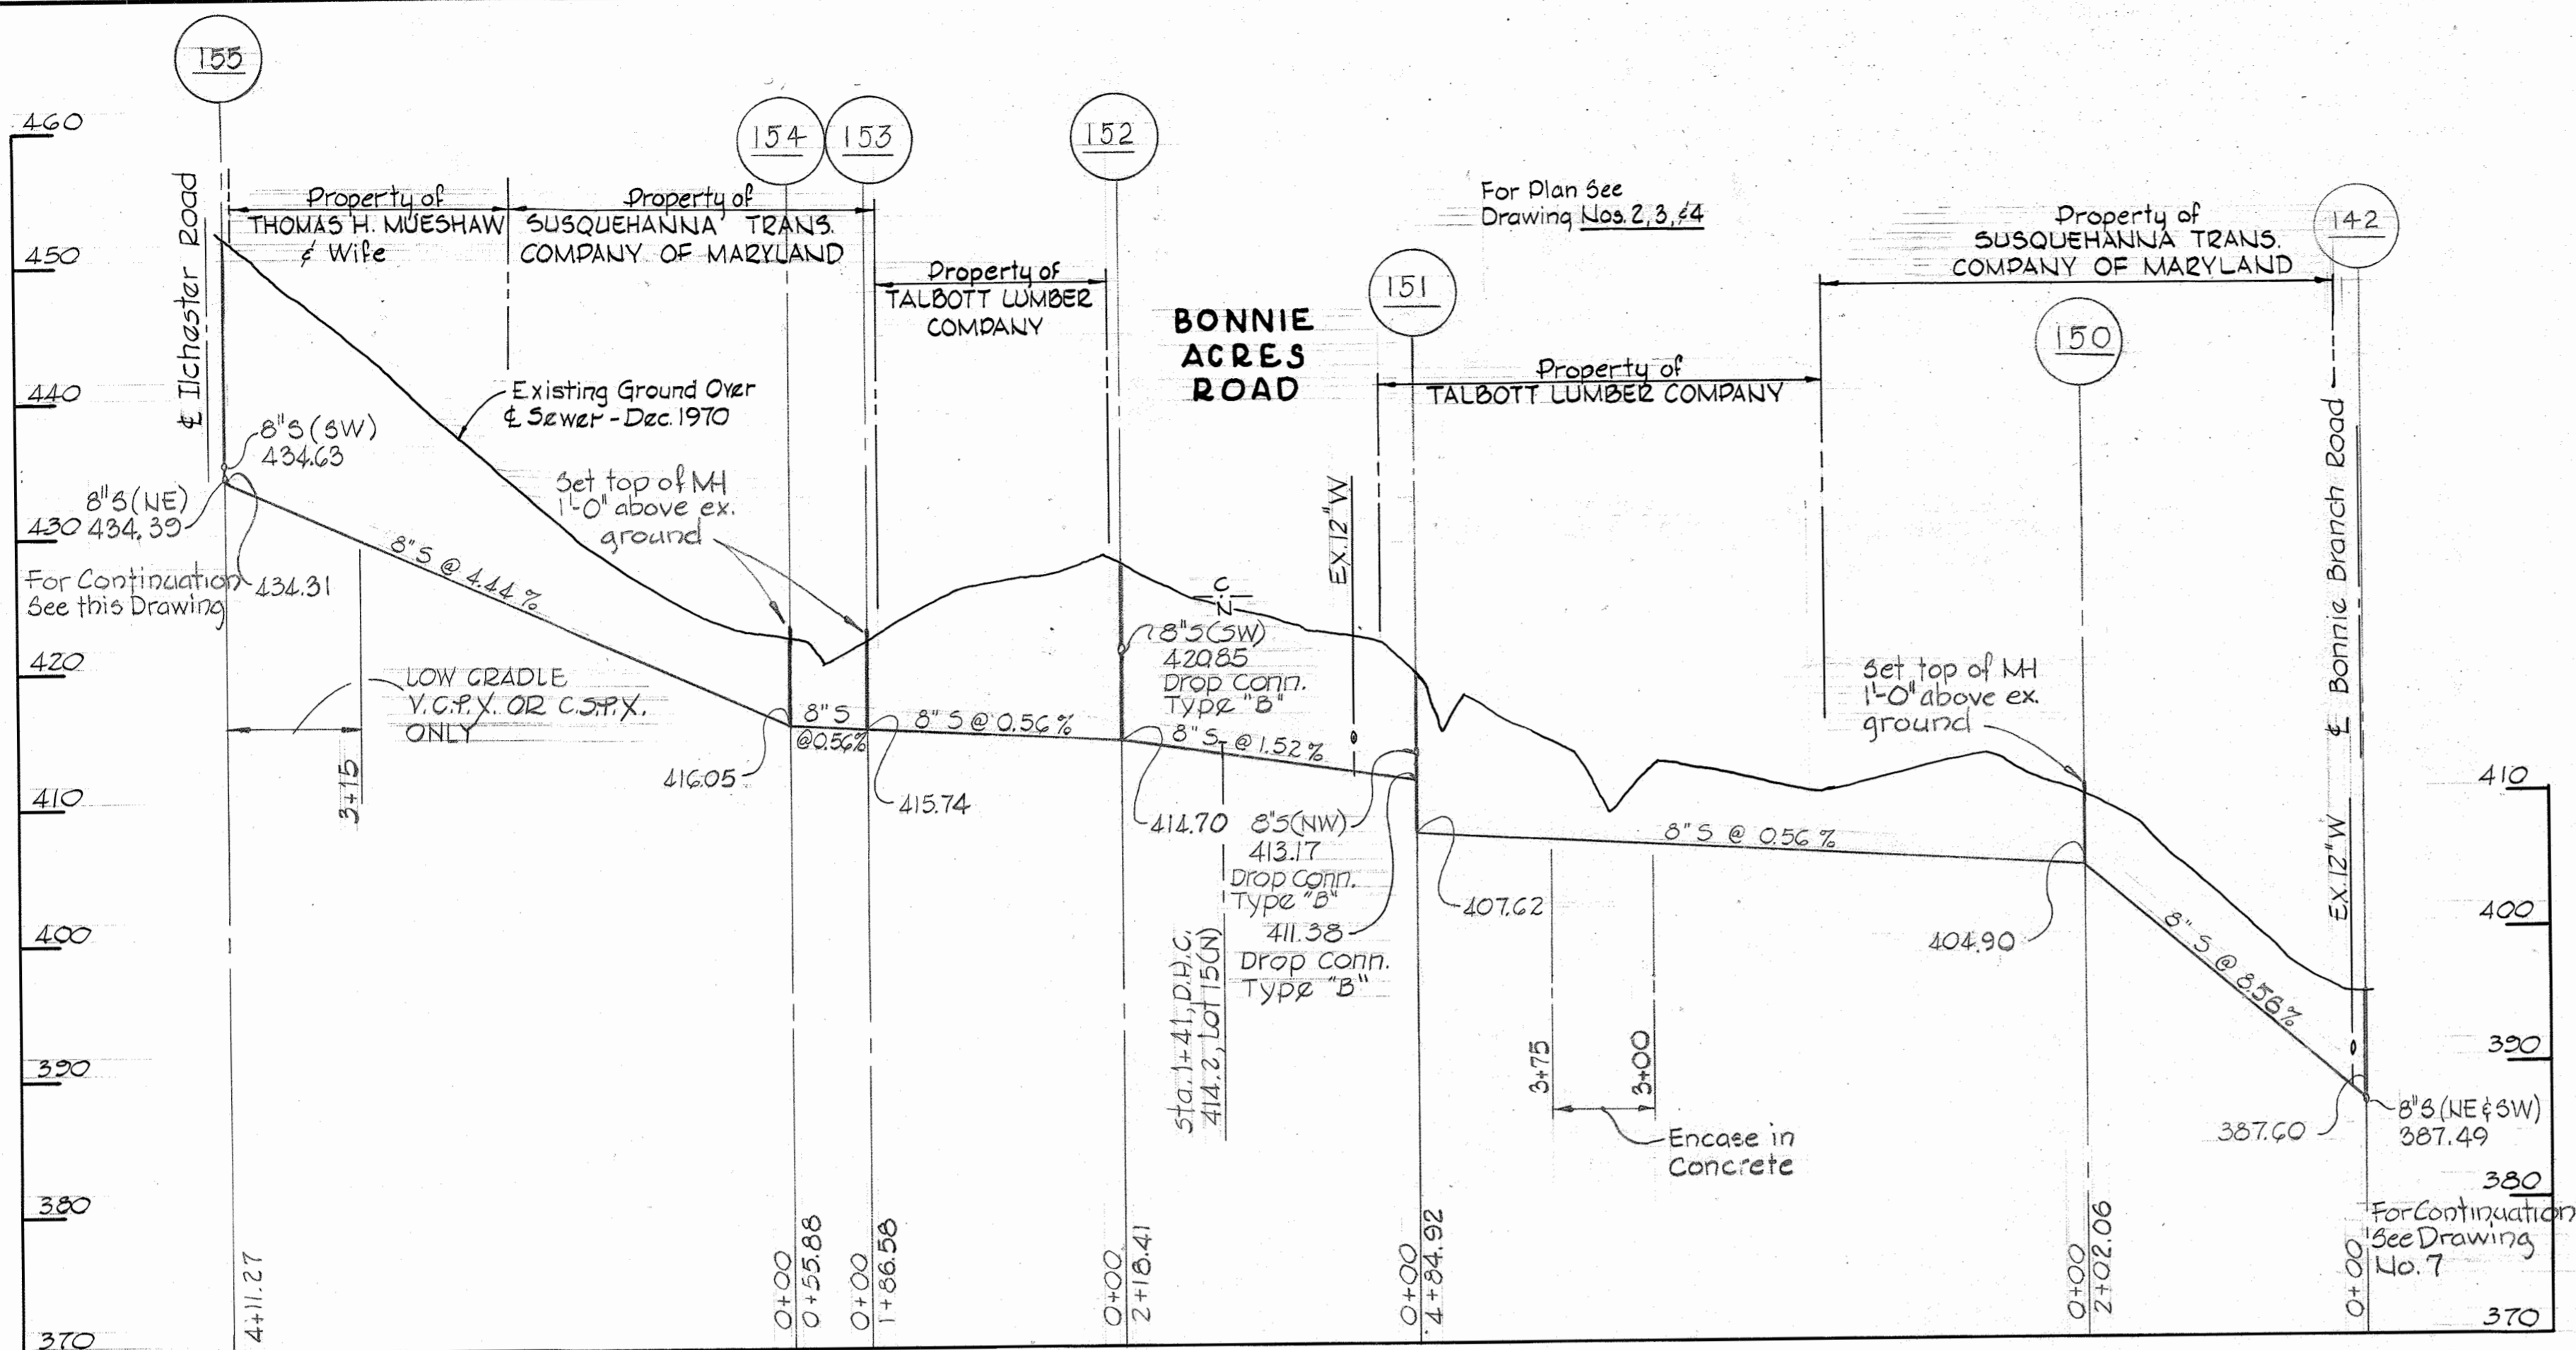 155
154
153
152
151
150
142
460
450
440
430
420
410
400
390
380
370
℄ Ilchester Road
Property of
THOMAS H. MUESHAW
& Wife
Property of
SUSQUEHANNA TRANS.
COMPANY OF MARYLAND
Property of
TALBOTT LUMBER
COMPANY
BONNIE
ACRES
ROAD
For Plan See
Drawing Nos. 2, 3, & 4
Property of
TALBOTT LUMBER COMPANY
Property of
SUSQUEHANNA TRANS.
COMPANY OF MARYLAND
℄ Bonnie Branch Road
Existing Ground Over
℄ Sewer - Dec. 1970
8"S (SW)
434.63
8"S (NE)
434.39
For Continuation
See this Drawing
434.31
8" S @ 4.44 %
Set top of MH
1'-0" above ex.
ground
LOW CRADLE
V.C.P.X. OR C.S.P.X.
ONLY
3+15
416.05
8" S
@0.56%
415.74
8" S @ 0.56 %
8"S (SW)
420.85
Drop Conn.
Type "B"
C
N
414.70
8" S @ 1.52 %
EX. 12" W
8"S (NW)
413.17
Drop Conn.
Type "B"
411.38
Drop Conn.
Type "B"
Sta. 1+41, D.H.C.
414.2, Lot 15(N)
407.62
8" S @ 0.56 %
3+75
3+00
Encase in
Concrete
Set top of MH
1'-0" above ex.
ground
404.90
8" S @ 8.56 %
EX. 12" W
387.60
8"S (NE & SW)
387.49
For Continuation
See Drawing
No. 7
410
400
390
380
370
4+11.27
0+00
0+55.88
0+00
1+86.58
0+00
2+18.41
0+00
4+84.92
0+00
2+02.06
0+00